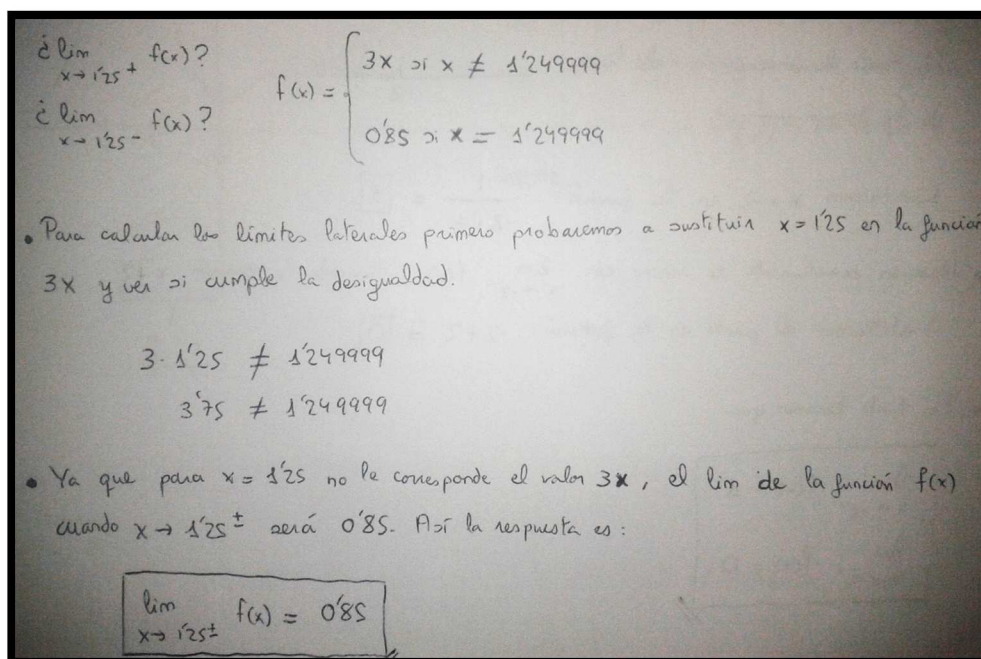 ¿lim f(x)?
x→1'25+
¿lim f(x)?
x→1'25-
f(x) = { 3x si x ≠ 1'249999
0'85 si x = 1'249999
• Para calcular los límites laterales primero probaremos a sustituir x=1'25 en la función
3x y ver si cumple la desigualdad.
3·1'25 ≠ 1'249999
3'75 ≠ 1'249999
• Ya que para x = 1'25 no le corresponde el valor 3x, el lim de la función f(x)
cuando x → 1'25± será 0'85. Así la respuesta es:
lim f(x) = 0'85
x→1'25±